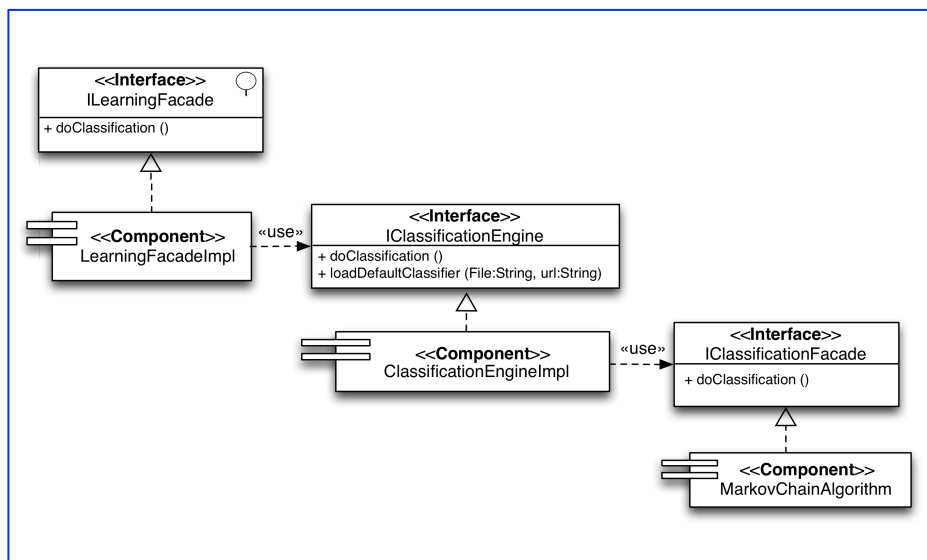 <<Interface>>
ILearningFacade
+ doClassification ()
<<Component>>
LearningFacadeImpl
«use»
<<Interface>>
IClassificationEngine
+ doClassification ()
+ loadDefaultClassifier (File:String, url:String)
<<Component>>
ClassificationEngineImpl
«use»
<<Interface>>
IClassificationFacade
+ doClassification ()
<<Component>>
MarkovChainAlgorithm